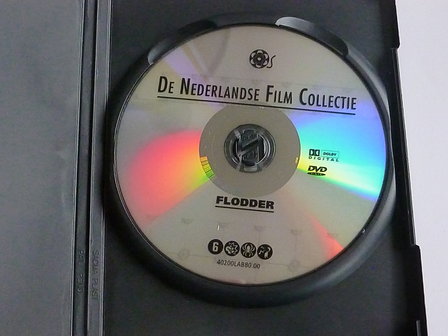 DE NEDERLANDSE FILM COLLECTIE
DOLBY
DIGITAL
DVD
FLODDER
6
40200LAB80.00